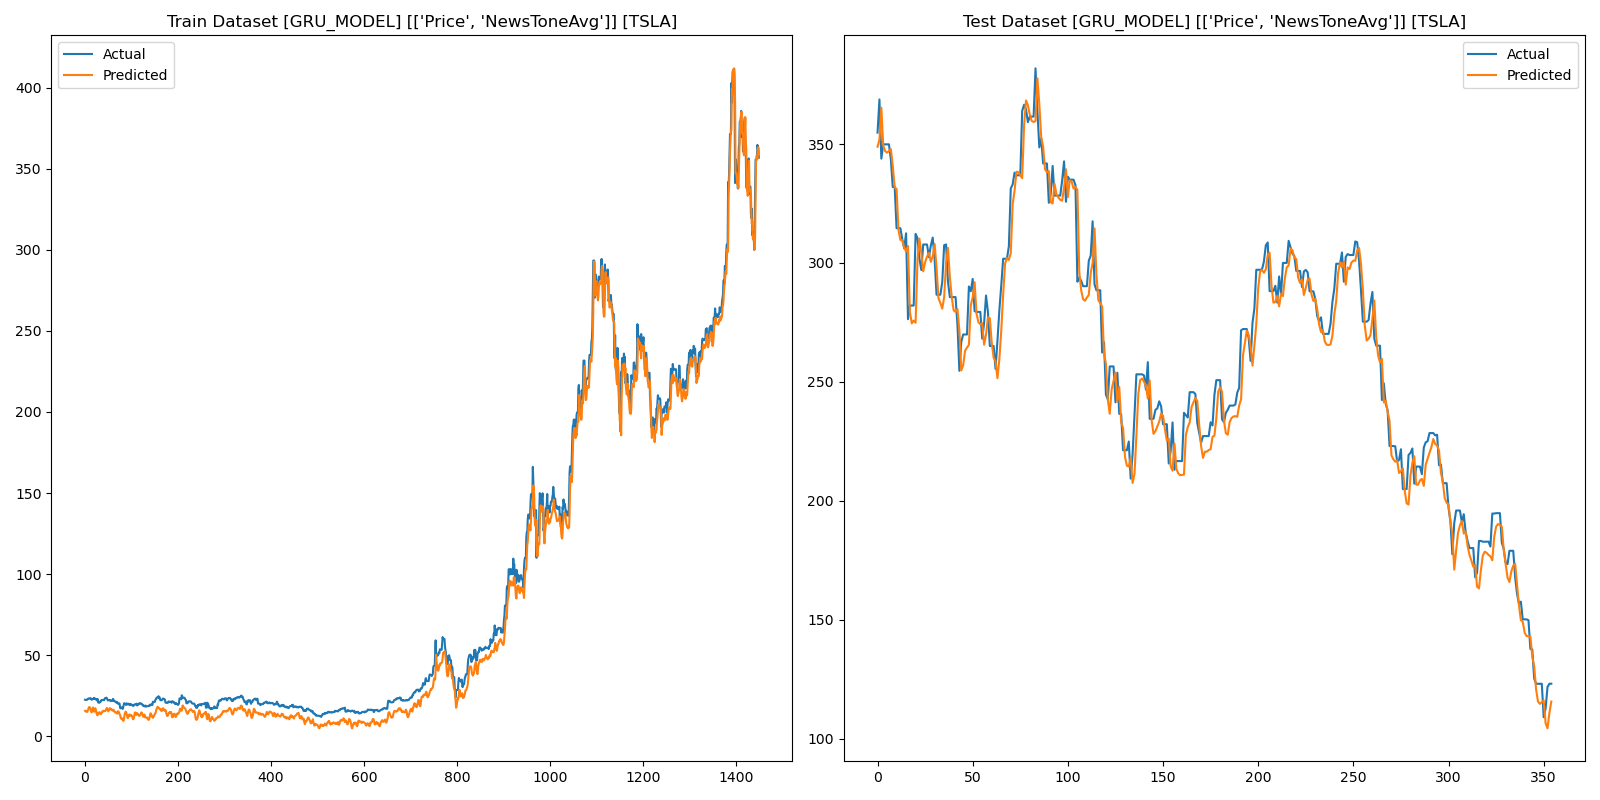 Train Dataset [GRU_MODEL] [['Price', 'NewsToneAvg']] [TSLA]
Actual
Predicted
400
350
300
250
200
150
100
50
0
0 200 400 600 800 1000 1200 1400
Test Dataset [GRU_MODEL] [['Price', 'NewsToneAvg']] [TSLA]
Actual
Predicted
350
300
250
200
150
100
0 50 100 150 200 250 300 350